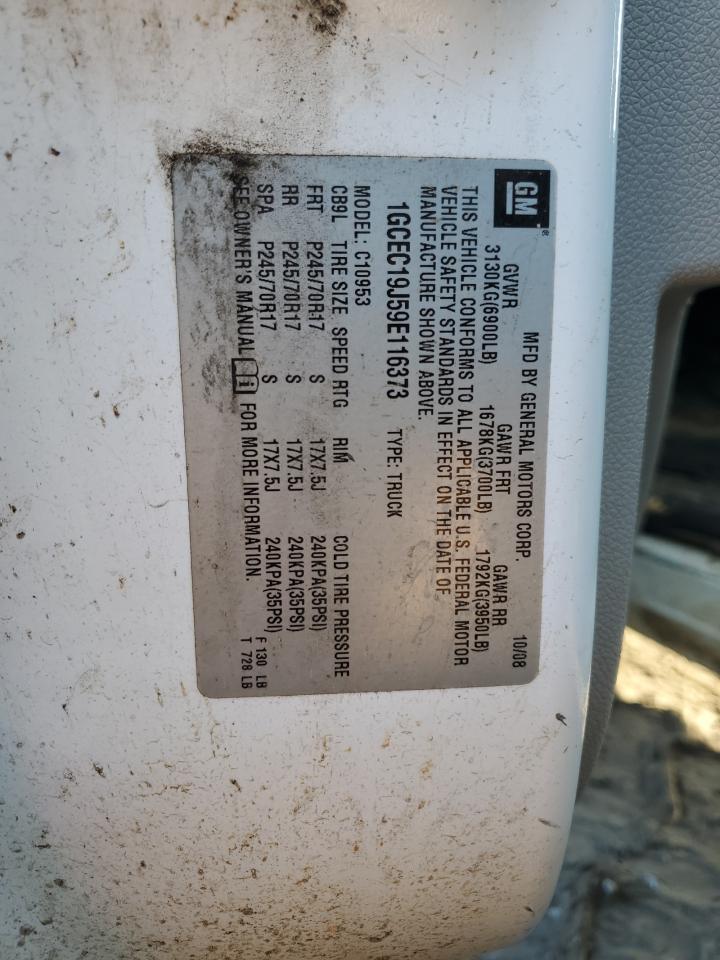 GM
MFD BY GENERAL MOTORS CORP. 10/08
GVWR GAWR FRT GAWR RR
3130KG(6900LB) 1678KG(3700LB) 1792KG(3950LB)
THIS VEHICLE CONFORMS TO ALL APPLICABLE U.S. FEDERAL MOTOR
VEHICLE SAFETY STANDARDS IN EFFECT ON THE DATE OF
MANUFACTURE SHOWN ABOVE.
1GCEC19J59E116373 TYPE: TRUCK
MODEL: C10953
CB9L TIRE SIZE SPEED RTG RIM COLD TIRE PRESSURE
FRT P245/70R17 S 17X7.5J 240KPA(35PSI)
RR P245/70R17 S 17X7.5J 240KPA(35PSI)
SPA P245/70R17 S 17X7.5J 240KPA(35PSI)
SEE OWNER'S MANUAL i FOR MORE INFORMATION.
F 130 LB
T 728 LB